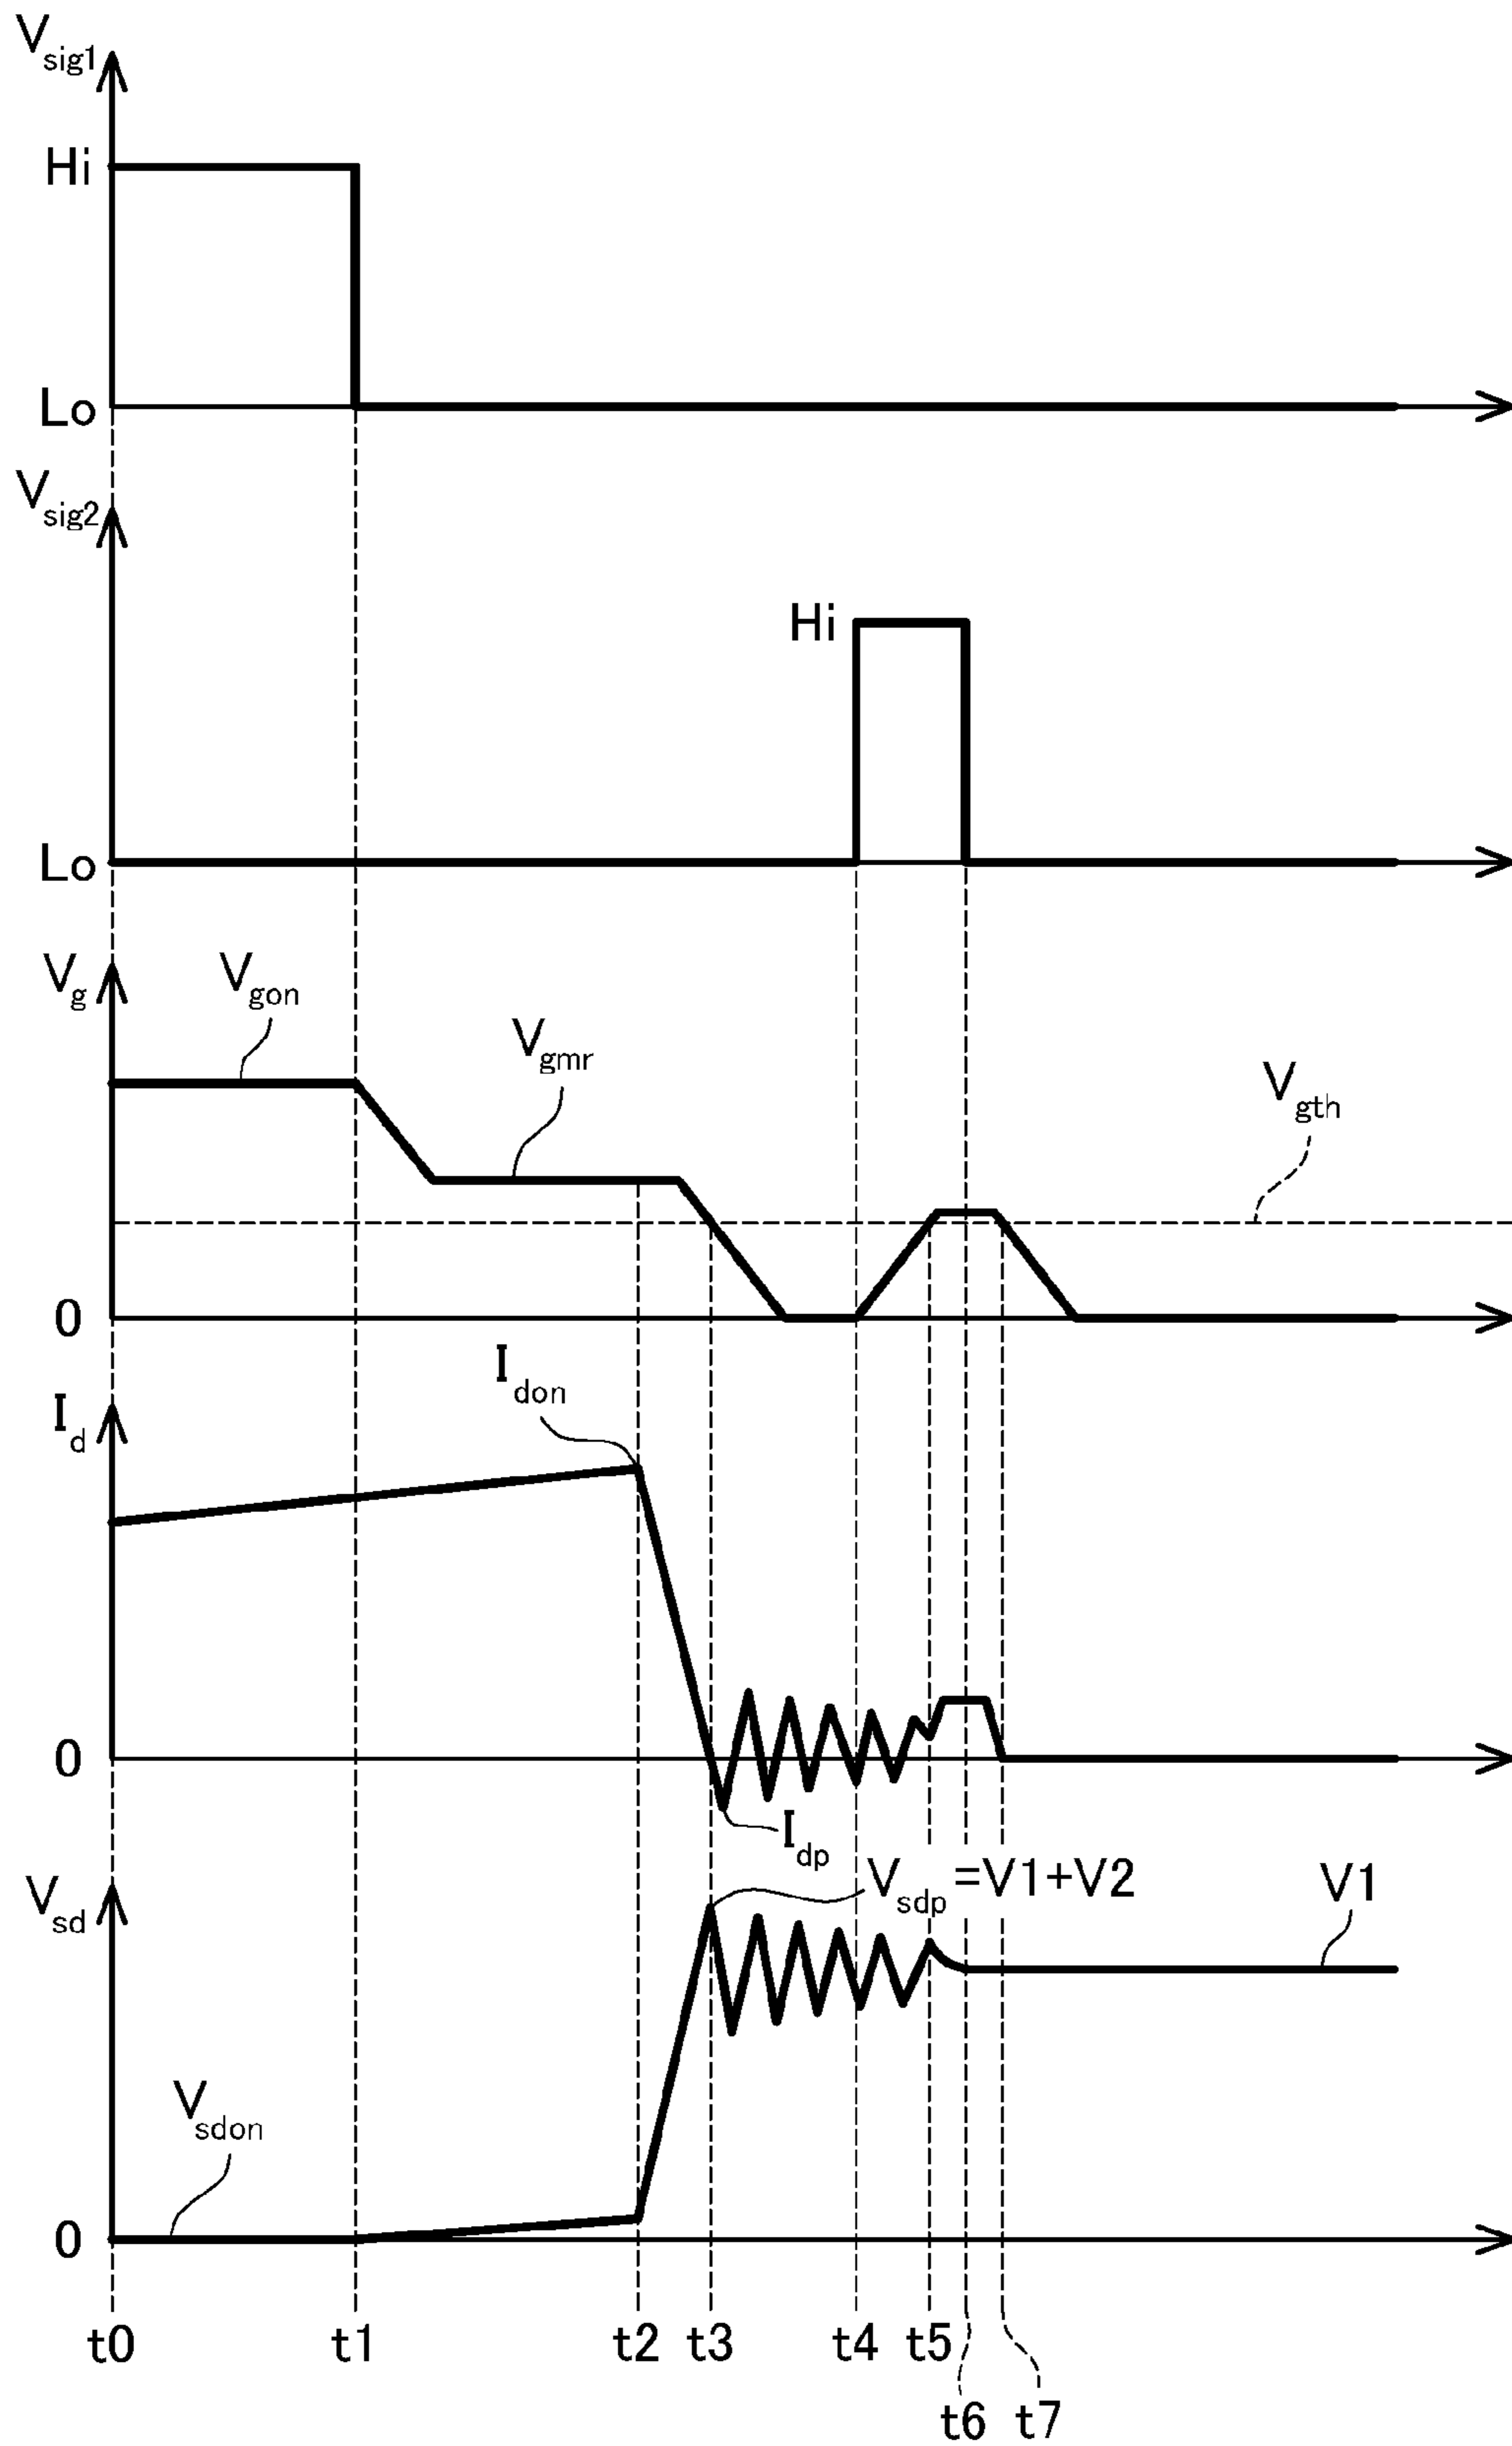 Vsig1
Hi
Lo
Vsig2
Hi
Lo
Vg
Vgon
Vgmr
Vgth
0
Idon
Id
0
Idp
Vsdp=V1+V2
V1
Vsd
Vsdon
0
t0 t1 t2 t3 t4 t5
t6 t7